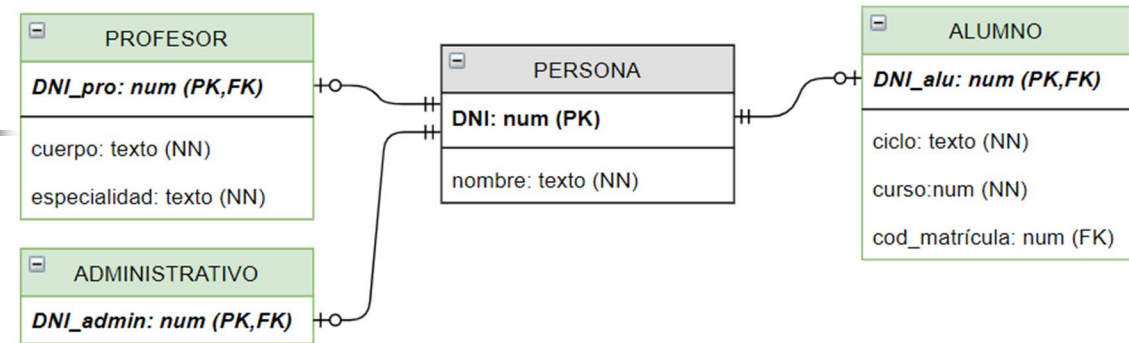 PROFESOR
DNI_pro: num (PK,FK)
cuerpo: texto (NN)
especialidad: texto (NN)
ADMINISTRATIVO
DNI_admin: num (PK,FK)
PERSONA
DNI: num (PK)
nombre: texto (NN)
ALUMNO
DNI_alu: num (PK,FK)
ciclo: texto (NN)
curso:num (NN)
cod_matrícula: num (FK)